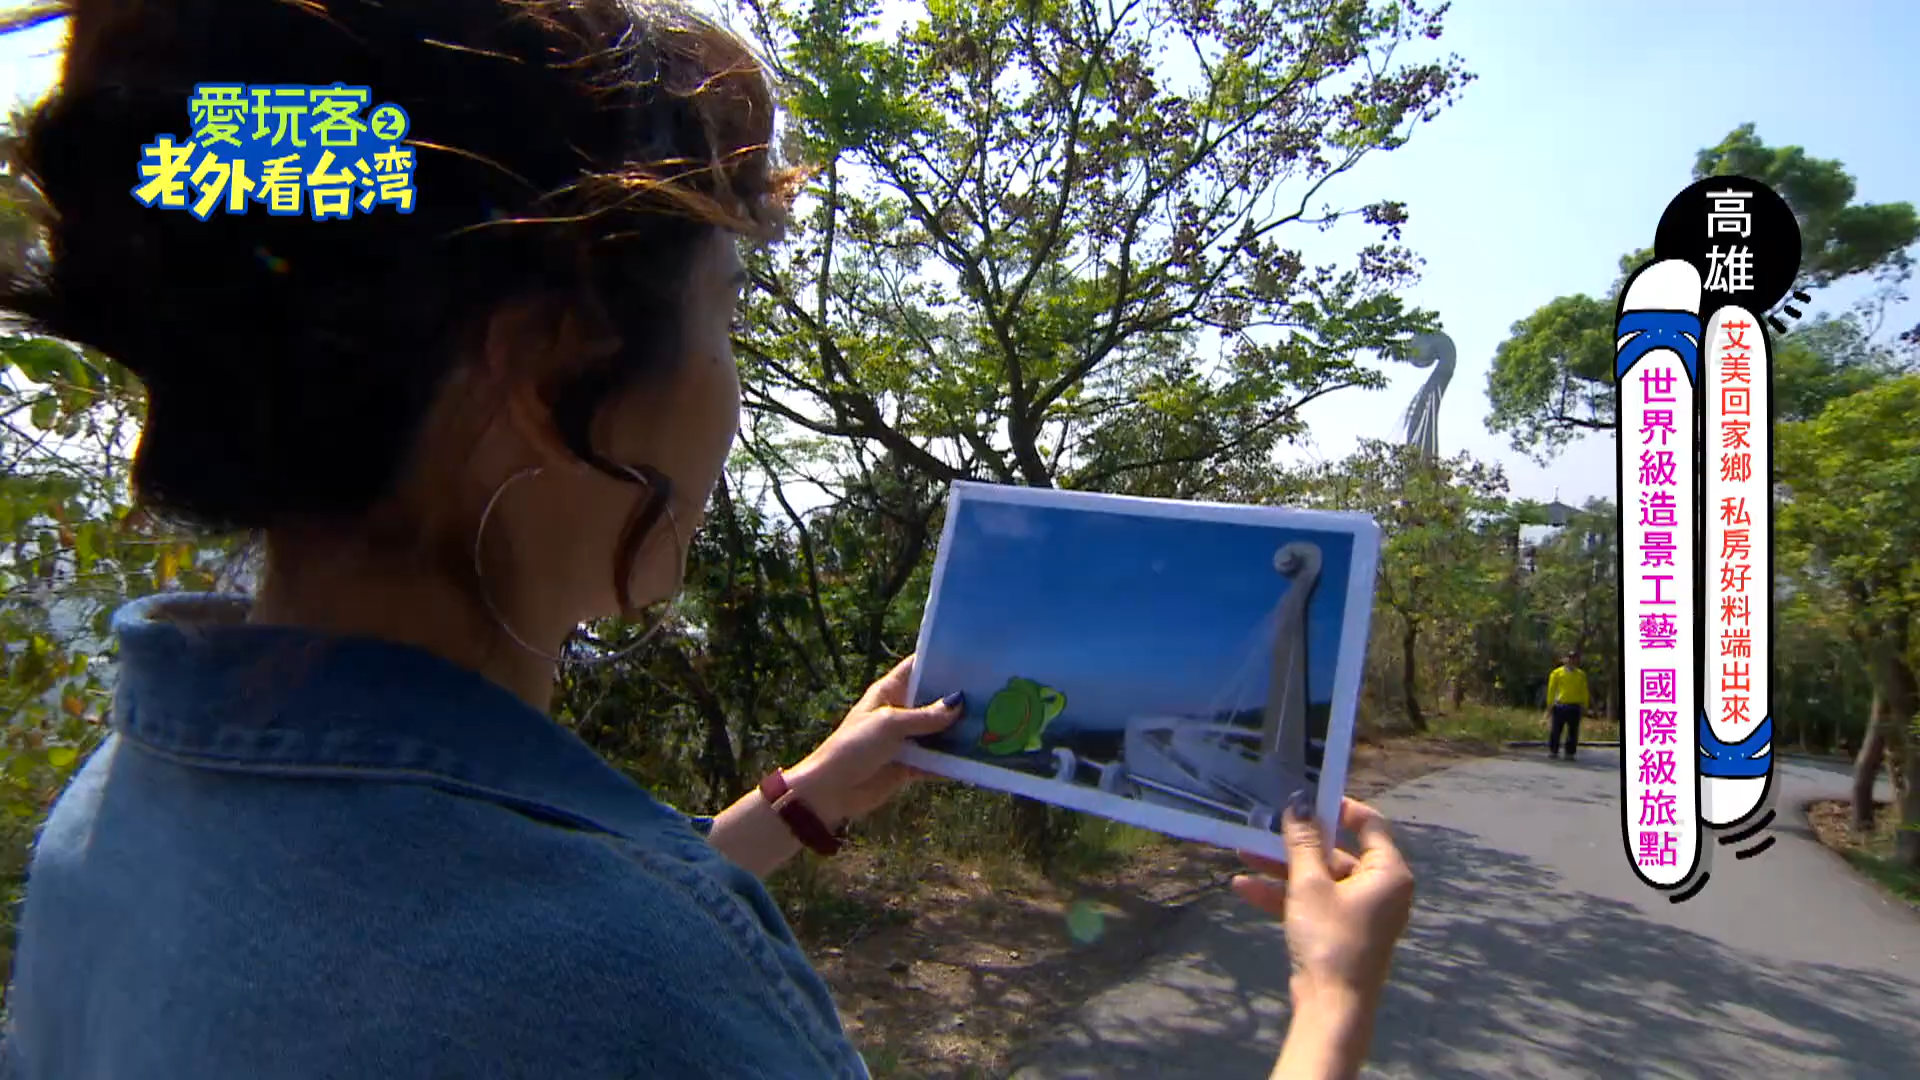 愛玩客之
老外看台湾
高雄
艾美回家鄉 私房好料端出來
世界級造景工藝 國際級旅點